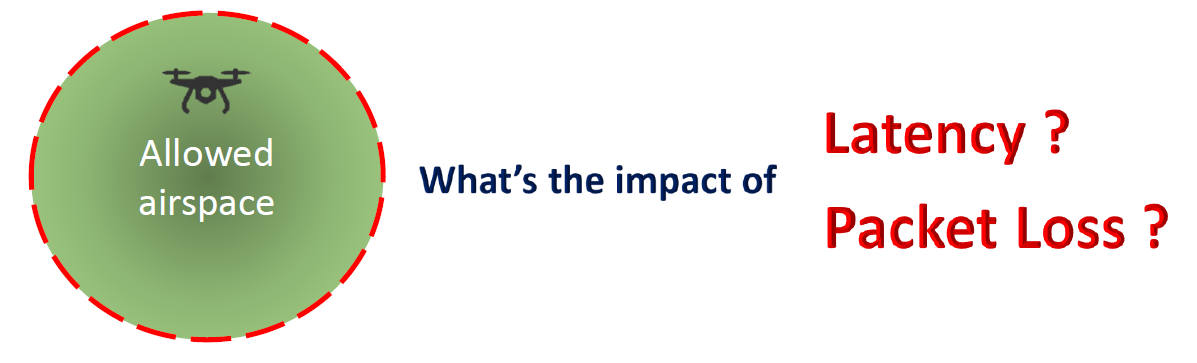 Allowed
airspace
What's the impact of
Latency ?
Packet Loss ?